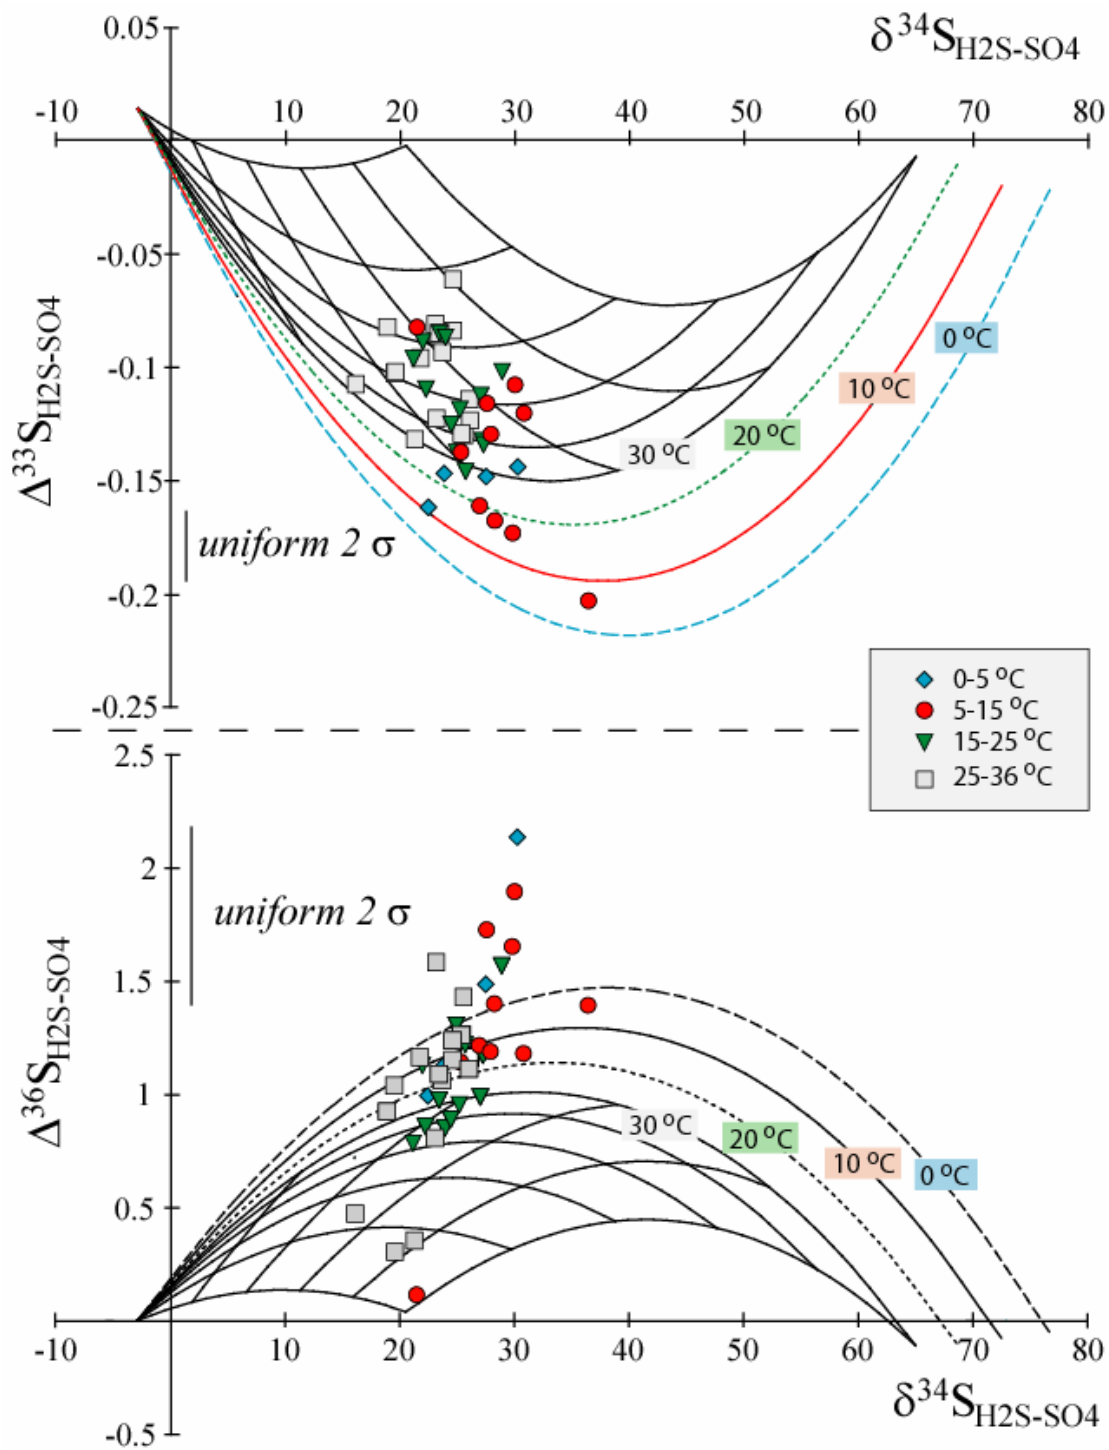 0.05
δ34SH2S-SO4
-10 10 20 30 40 50 60 70 80
-0.05
-0.1
-0.15
-0.2
-0.25
Δ33SH2S-SO4
0 °C
10 °C
20 °C
30 °C
uniform 2 σ
0-5 °C
5-15 °C
15-25 °C
25-36 °C
2.5
2
1.5
1
0.5
-0.5
Δ36SH2S-SO4
uniform 2 σ
30 °C
20 °C
10 °C
0 °C
-10 10 20 30 40 50 60 70 80
δ34SH2S-SO4